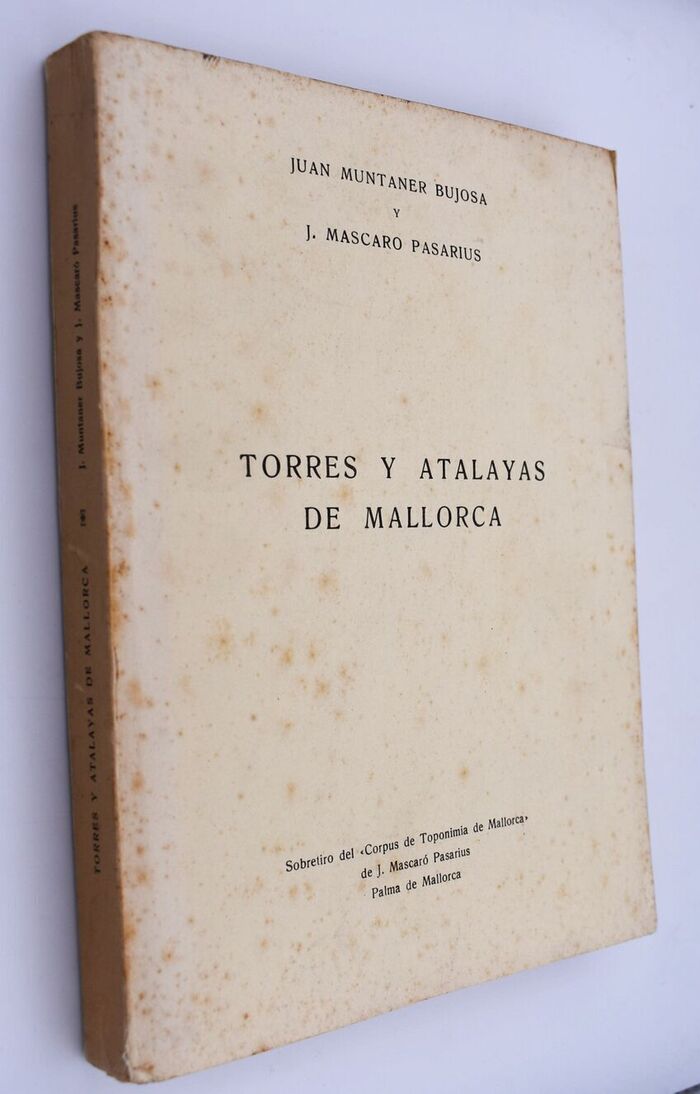 JUAN MUNTANER BUJOSA
Y
J. MASCARO PASARIUS
TORRES Y ATALAYAS
DE MALLORCA
Sobretiro del «Corpus de Toponimia de Mallorca»
de J. Mascaró Pasarius
Palma de Mallorca
TORRES Y ATALAYAS DE MALLORCA
J. Muntaner Bujosa y J. Mascaró Pasarius